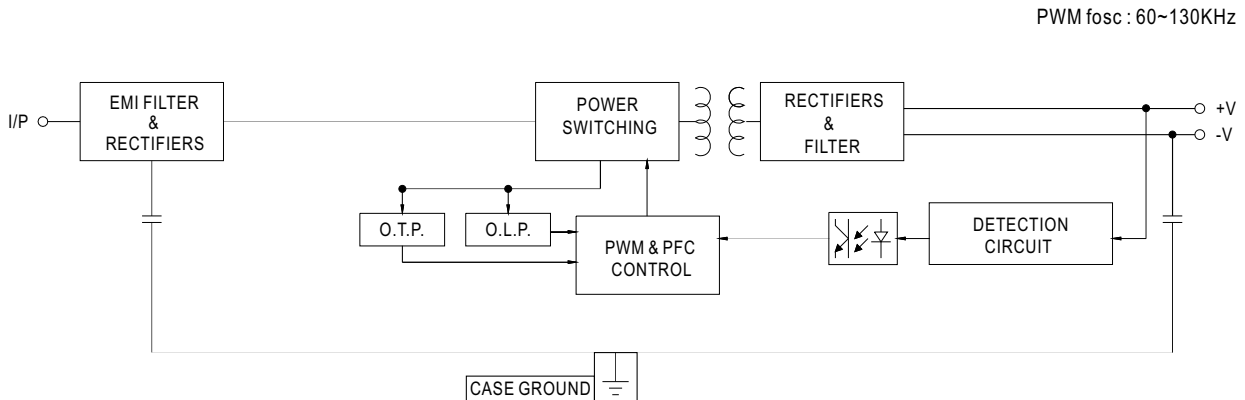 PWM fosc : 60~130KHz
I/P
EMI FILTER
&
RECTIFIERS
POWER
SWITCHING
RECTIFIERS
&
FILTER
+V
-V
O.T.P.
O.L.P.
PWM & PFC
CONTROL
DETECTION
CIRCUIT
CASE GROUND